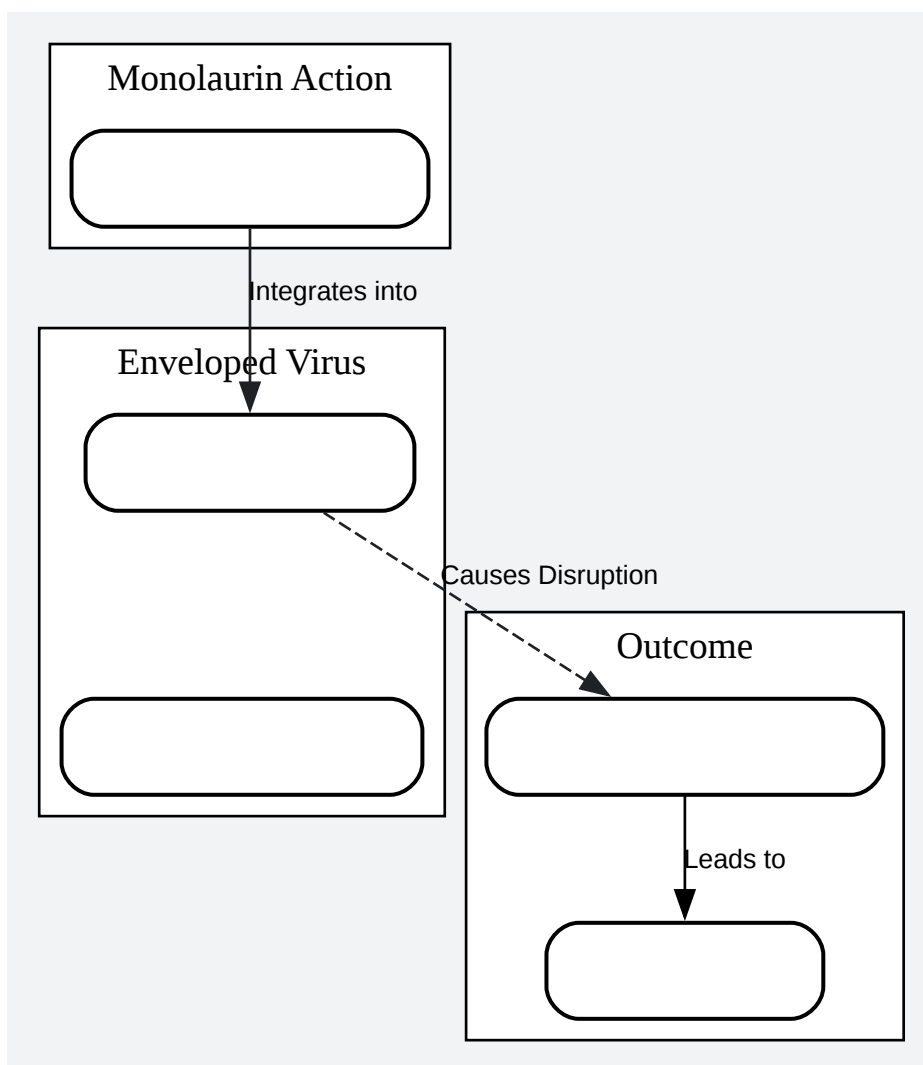 Monolaurin Action
Integrates into
Enveloped Virus
Causes Disruption
Outcome
Leads to